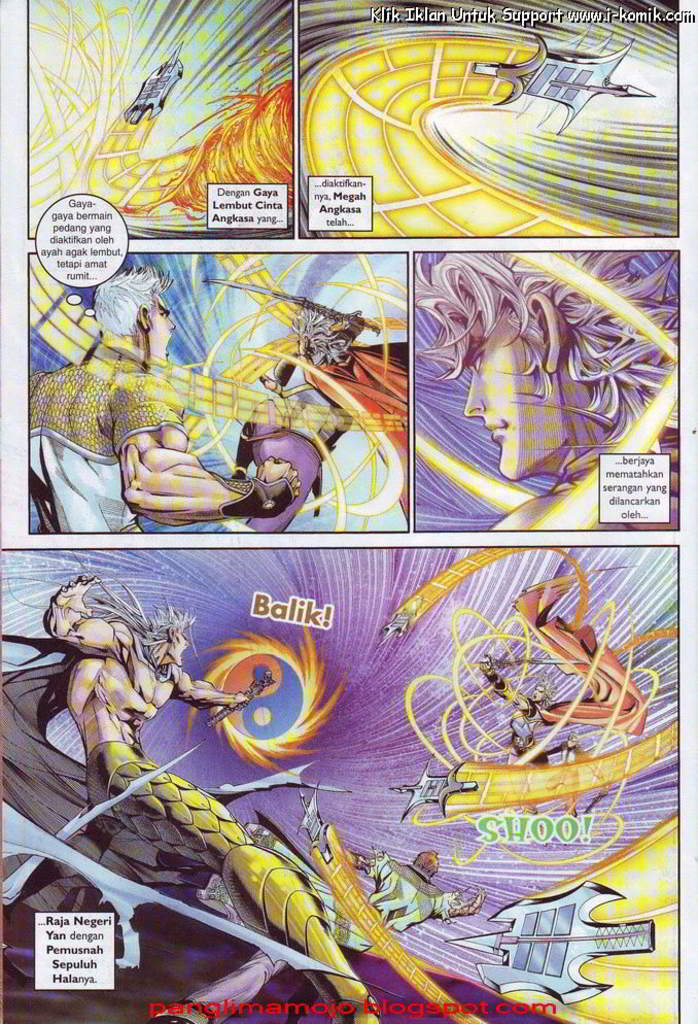 Klik Iklan Untuk Support www.i-komik.com
Dengan Gaya
Lembut Cinta
Angkasa yang...
...diaktifkan-
nya, Megah
Angkasa
telah...
Gaya-
gaya bermain
pedang yang
diaktifkan oleh
ayah agak lembut,
tetapi amat
rumit...
...berjaya
mematahkan
serangan yang
dilancarkan
oleh...
Balik!
SHOO!
...Raja Negeri
Yan dengan
Pemusnah
Sepuluh
Halanya.
panglimamojo.blogspot.com